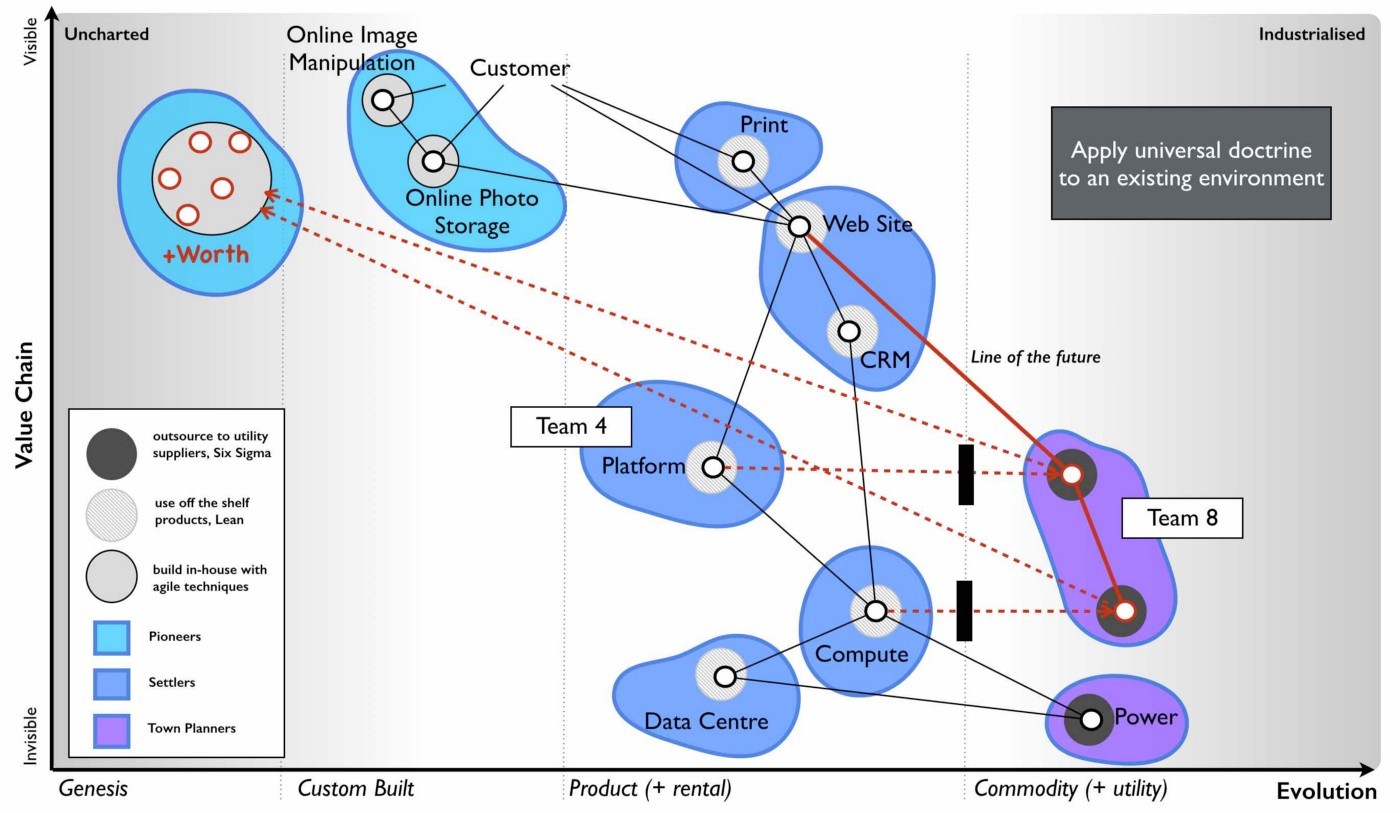 Visible
Uncharted
Online Image
Manipulation
Customer
Industrialised
Print
Apply universal doctrine
to an existing environment
Online Photo
Storage
Web Site
+Worth
Line of the future
CRM
Value Chain
Team 4
Platform
Team 8
outsource to utility
suppliers, Six Sigma
use off the shelf
products, Lean
build in-house with
agile techniques
Pioneers
Settlers
Town Planners
Compute
Data Centre
Power
Invisible
Genesis
Custom Built
Product (+ rental)
Commodity (+ utility)
Evolution